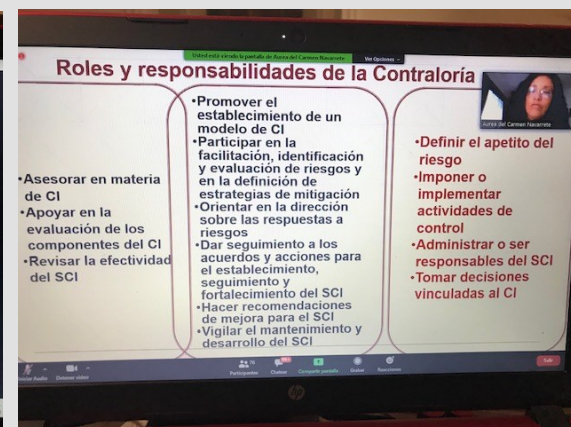 Usted está viendo la pantalla de Aurea del Carmen Navarrete
Ver Opciones
Roles y responsabilidades de la Contraloría
Aurea del Carmen Navarrete
•Asesorar en materia
de CI
•Apoyar en la
evaluación de los
componentes del CI
•Revisar la efectividad
del SCI
•Promover el
establecimiento de un
modelo de CI
•Participar en la
facilitación, identificación
y evaluación de riesgos y
en la definición de
estrategias de mitigación
•Orientar en la dirección
sobre las respuestas a
riesgos
•Dar seguimiento a los
acuerdos y acciones para
el establecimiento,
seguimiento y
fortalecimiento del SCI
•Hacer recomendaciones
de mejora para el SCI
•Vigilar el mantenimiento y
desarrollo del SCI
•Definir el apetito del
riesgo
•Imponer o
implementar
actividades de
control
•Administrar o ser
responsables del SCI
•Tomar decisiones
vinculadas al CI
Iniciar Audio
Detener video
Participantes
76
Chatear
Compartir pantalla
Grabar
Reacciones
Salir
hp